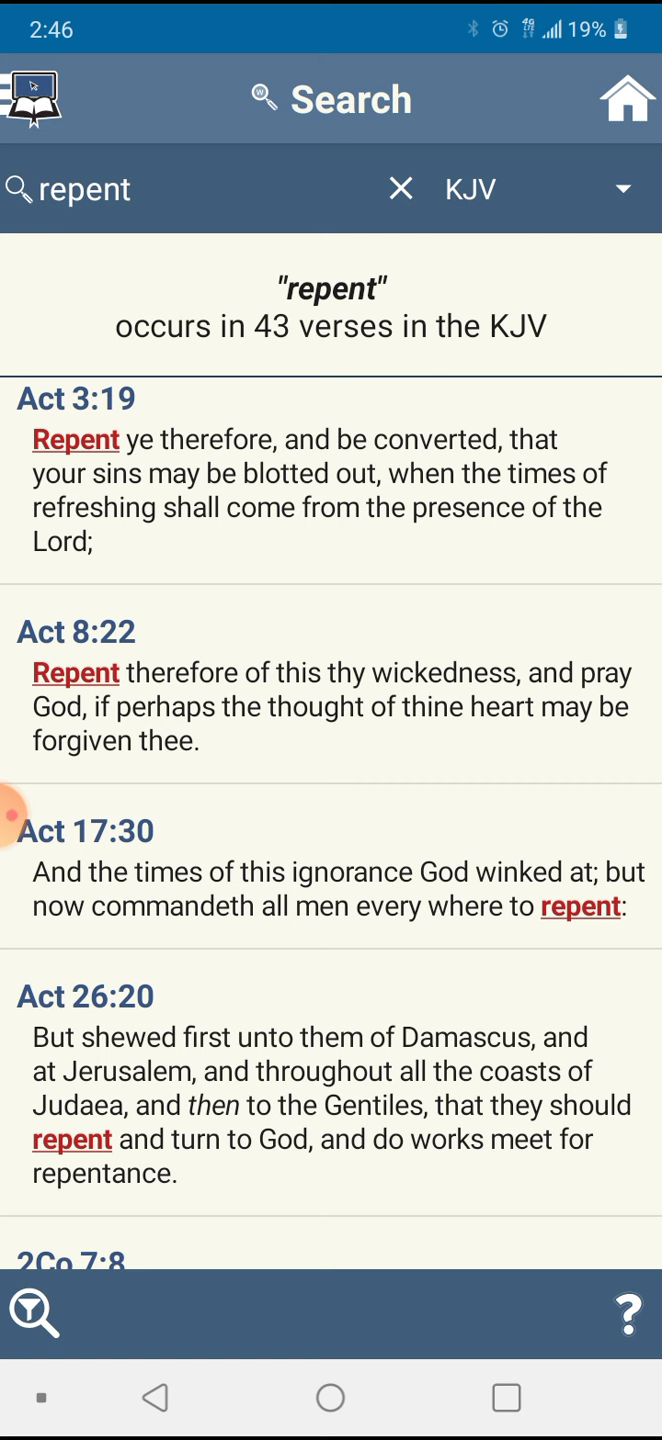 2:46
4G
19%
Search
repent
KJV
"repent"
occurs in 43 verses in the KJV
Act 3:19
Repent ye therefore, and be converted, that
your sins may be blotted out, when the times of
refreshing shall come from the presence of the
Lord;
Act 8:22
Repent therefore of this thy wickedness, and pray
God, if perhaps the thought of thine heart may be
forgiven thee.
Act 17:30
And the times of this ignorance God winked at; but
now commandeth all men every where to repent:
Act 26:20
But shewed first unto them of Damascus, and
at Jerusalem, and throughout all the coasts of
Judaea, and then to the Gentiles, that they should
repent and turn to God, and do works meet for
repentance.
2Co 7:8
?